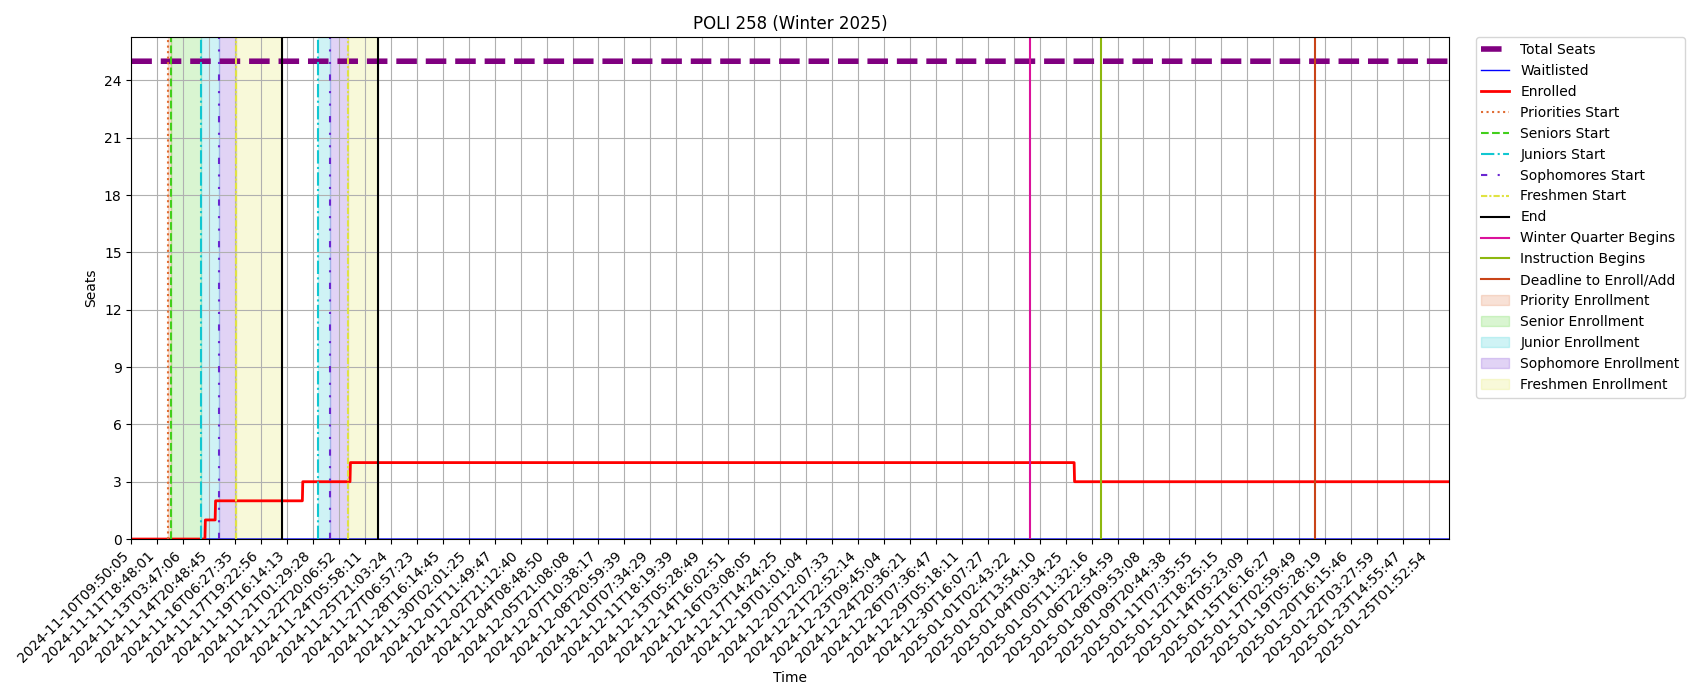 POLI 258 (Winter 2025)
Seats
24
21
18
15
12
9
6
3
0
2024-11-10T09:50:05
2024-11-11T18:48:01
2024-11-13T03:47:06
2024-11-14T20:48:45
2024-11-16T06:27:35
2024-11-17T19:22:56
2024-11-19T16:14:13
2024-11-21T01:29:28
2024-11-22T20:06:52
2024-11-24T05:58:11
2024-11-25T21:03:24
2024-11-27T06:57:23
2024-11-28T16:14:45
2024-11-30T02:01:25
2024-12-01T11:49:47
2024-12-02T21:12:40
2024-12-04T08:48:50
2024-12-05T21:08:08
2024-12-07T10:38:17
2024-12-08T20:59:39
2024-12-10T07:34:29
2024-12-11T18:19:39
2024-12-13T05:28:49
2024-12-14T16:02:51
2024-12-16T03:08:05
2024-12-17T14:24:25
2024-12-19T01:01:04
2024-12-20T12:07:33
2024-12-21T22:52:14
2024-12-23T09:45:04
2024-12-24T20:36:21
2024-12-26T07:36:47
2024-12-29T05:18:11
2024-12-30T16:07:27
2025-01-01T02:43:22
2025-01-02T13:54:10
2025-01-04T00:34:25
2025-01-05T11:32:16
2025-01-06T22:54:59
2025-01-08T09:53:08
2025-01-09T20:44:38
2025-01-11T07:35:55
2025-01-12T18:25:15
2025-01-14T05:23:09
2025-01-15T16:16:27
2025-01-17T02:59:49
2025-01-19T05:28:19
2025-01-20T16:15:46
2025-01-22T03:27:59
2025-01-23T14:55:47
2025-01-25T01:52:54
Time
Total Seats
Waitlisted
Enrolled
Priorities Start
Seniors Start
Juniors Start
Sophomores Start
Freshmen Start
End
Winter Quarter Begins
Instruction Begins
Deadline to Enroll/Add
Priority Enrollment
Senior Enrollment
Junior Enrollment
Sophomore Enrollment
Freshmen Enrollment